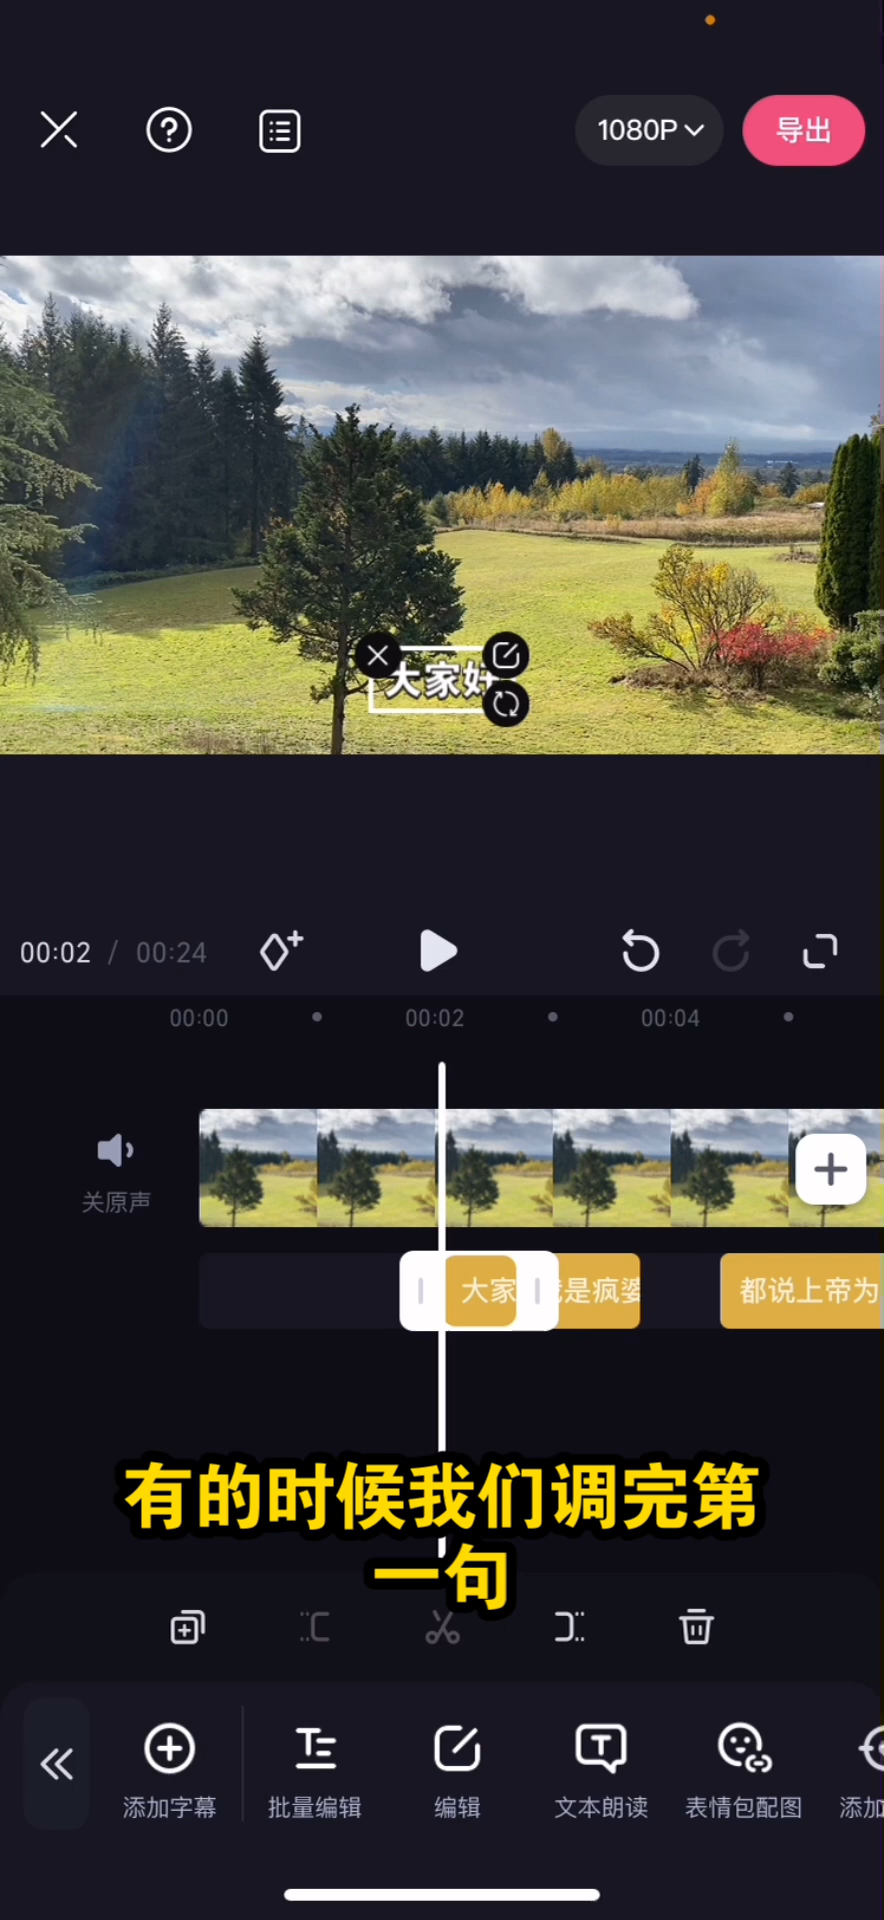 1080P
导出
大家好
00:02 / 00:24
00:00
00:02
00:04
关原声
大家
是疯婆
都说上帝为
有的时候我们调完第
一句
添加字幕
批量编辑
编辑
文本朗读
表情包配图
添加